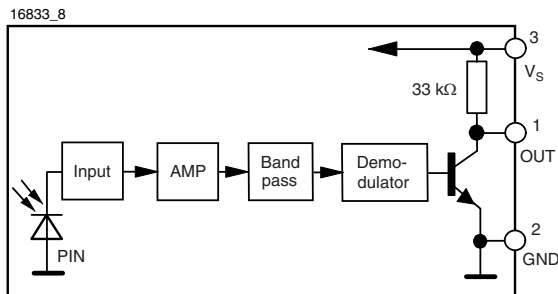 16833_8
3
V_S
33 kΩ
1
OUT
Input
AMP
Band
pass
Demo-
dulator
PIN
2
GND